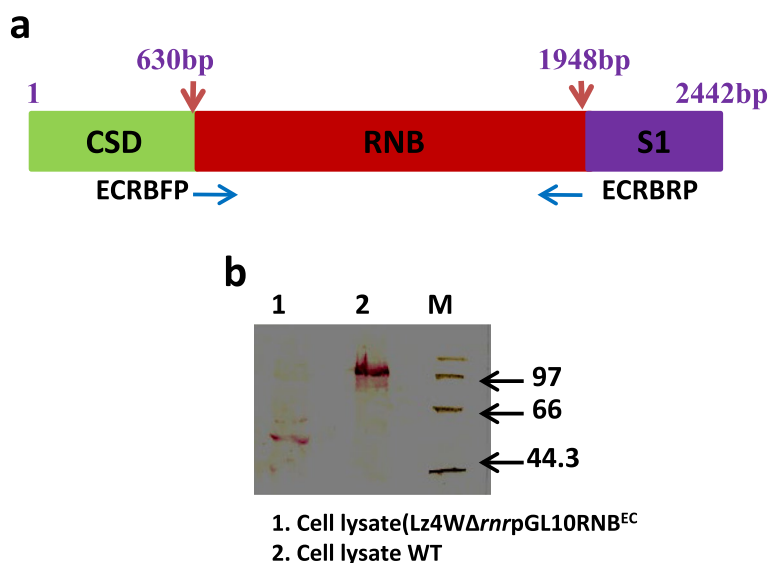 a
630bp 1948bp
1 2442bp
CSD RNB S1
ECRBFP ECRBRP
b
1 2 M
97
66
44.3
1. Cell lysate(Lz4WΔrnrpGL10RNBᴱᶜ
2. Cell lysate WT